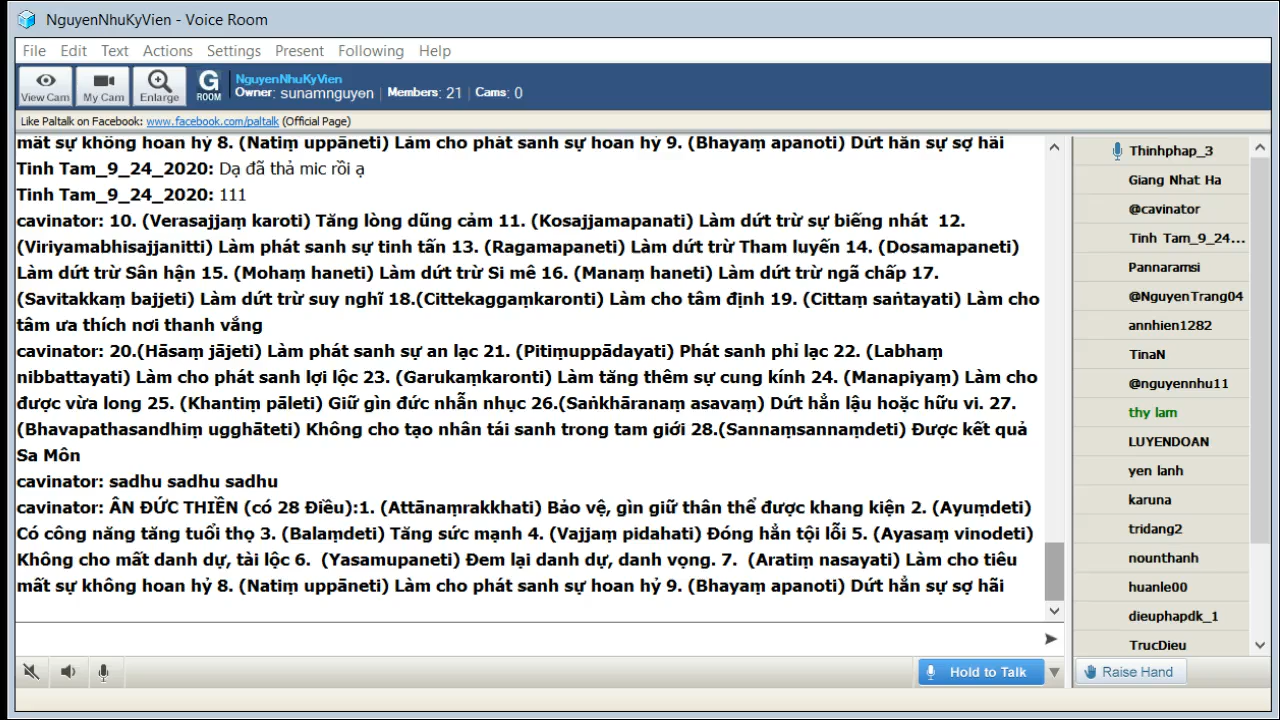 NguyenNhuKyVien - Voice Room
File Edit Text Actions Settings Present Following Help
View Cam My Cam Enlarge G ROOM NguyenNhuKyVien
Owner: sunamnguyen | Members: 21 | Cams: 0
Like Paltalk on Facebook: www.facebook.com/paltalk (Official Page)
mất sự không hoan hỷ 8. (Natiṃ uppāneti) Làm cho phát sanh sự hoan hỷ 9. (Bhayaṃ apanoti) Dứt hẳn sự sợ hãi
Tinh Tam_9_24_2020: Dạ đã thả mic rồi ạ
Tinh Tam_9_24_2020: 111
cavinator: 10. (Verasajjaṃ karoti) Tăng lòng dũng cảm 11. (Kosajjamapanati) Làm dứt trừ sự biếng nhát 12.
(Viriyamabhisajjanitti) Làm phát sanh sự tinh tấn 13. (Ragamapaneti) Làm dứt trừ Tham luyến 14. (Dosamapaneti)
Làm dứt trừ Sân hận 15. (Mohaṃ haneti) Làm dứt trừ Si mê 16. (Manaṃ haneti) Làm dứt trừ ngã chấp 17.
(Savitakkaṃ bajjeti) Làm dứt trừ suy nghĩ 18.(Cittekaggaṃkaronti) Làm cho tâm định 19. (Cittaṃ saṅtayati) Làm cho
tâm ưa thích nơi thanh vắng
cavinator: 20.(Hāsaṃ jājeti) Làm phát sanh sự an lạc 21. (Pitiṃuppādayati) Phát sanh phỉ lạc 22. (Labhaṃ
nibbattayati) Làm cho phát sanh lợi lộc 23. (Garukaṃkaronti) Làm tăng thêm sự cung kính 24. (Manapiyaṃ) Làm cho
được vừa long 25. (Khantiṃ pāleti) Giữ gìn đức nhẫn nhục 26.(Saṅkhāranaṃ asavaṃ) Dứt hẳn lậu hoặc hữu vi. 27.
(Bhavapathasandhiṃ ugghāteti) Không cho tạo nhân tái sanh trong tam giới 28.(Sannaṃsannaṃdeti) Được kết quả
Sa Môn
cavinator: sadhu sadhu sadhu
cavinator: ÂN ĐỨC THIỀN (có 28 Điều):1. (Attānaṃrakkhati) Bảo vệ, gìn giữ thân thể được khang kiện 2. (Ayuṃdeti)
Có công năng tăng tuổi thọ 3. (Balaṃdeti) Tăng sức mạnh 4. (Vajjaṃ pidahati) Đóng hẳn tội lỗi 5. (Ayasaṃ vinodeti)
Không cho mất danh dự, tài lộc 6. (Yasamupaneti) Đem lại danh dự, danh vọng. 7. (Aratiṃ nasayati) Làm cho tiêu
mất sự không hoan hỷ 8. (Natiṃ uppāneti) Làm cho phát sanh sự hoan hỷ 9. (Bhayaṃ apanoti) Dứt hẳn sự sợ hãi
Thinhphap_3
Giang Nhat Ha
@cavinator
Tinh Tam_9_24...
Pannaramsi
@NguyenTrang04
annhien1282
TinaN
@nguyennhu11
thy lam
LUYENDOAN
yen lanh
karuna
tridang2
nounthanh
huanle00
dieuphapdk_1
TrucDieu
Hold to Talk
Raise Hand